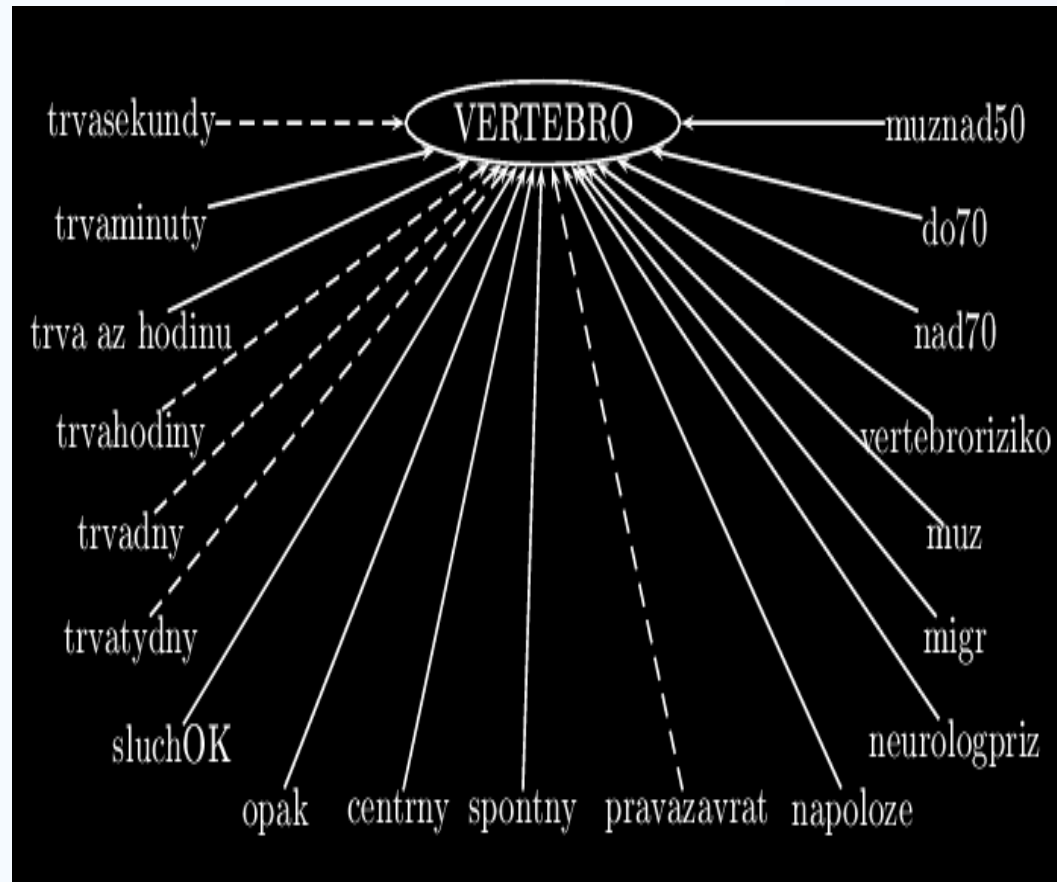 trvasekundy
VERTEBRO
muznad50
trvaminuty
do70
trva az hodinu
nad70
trvahodiny
vertebroriziko
trvadny
muz
trvatydny
migr
sluchOK
neurologpriz
opak
centrny
spontny
pravazavrat
napoloze